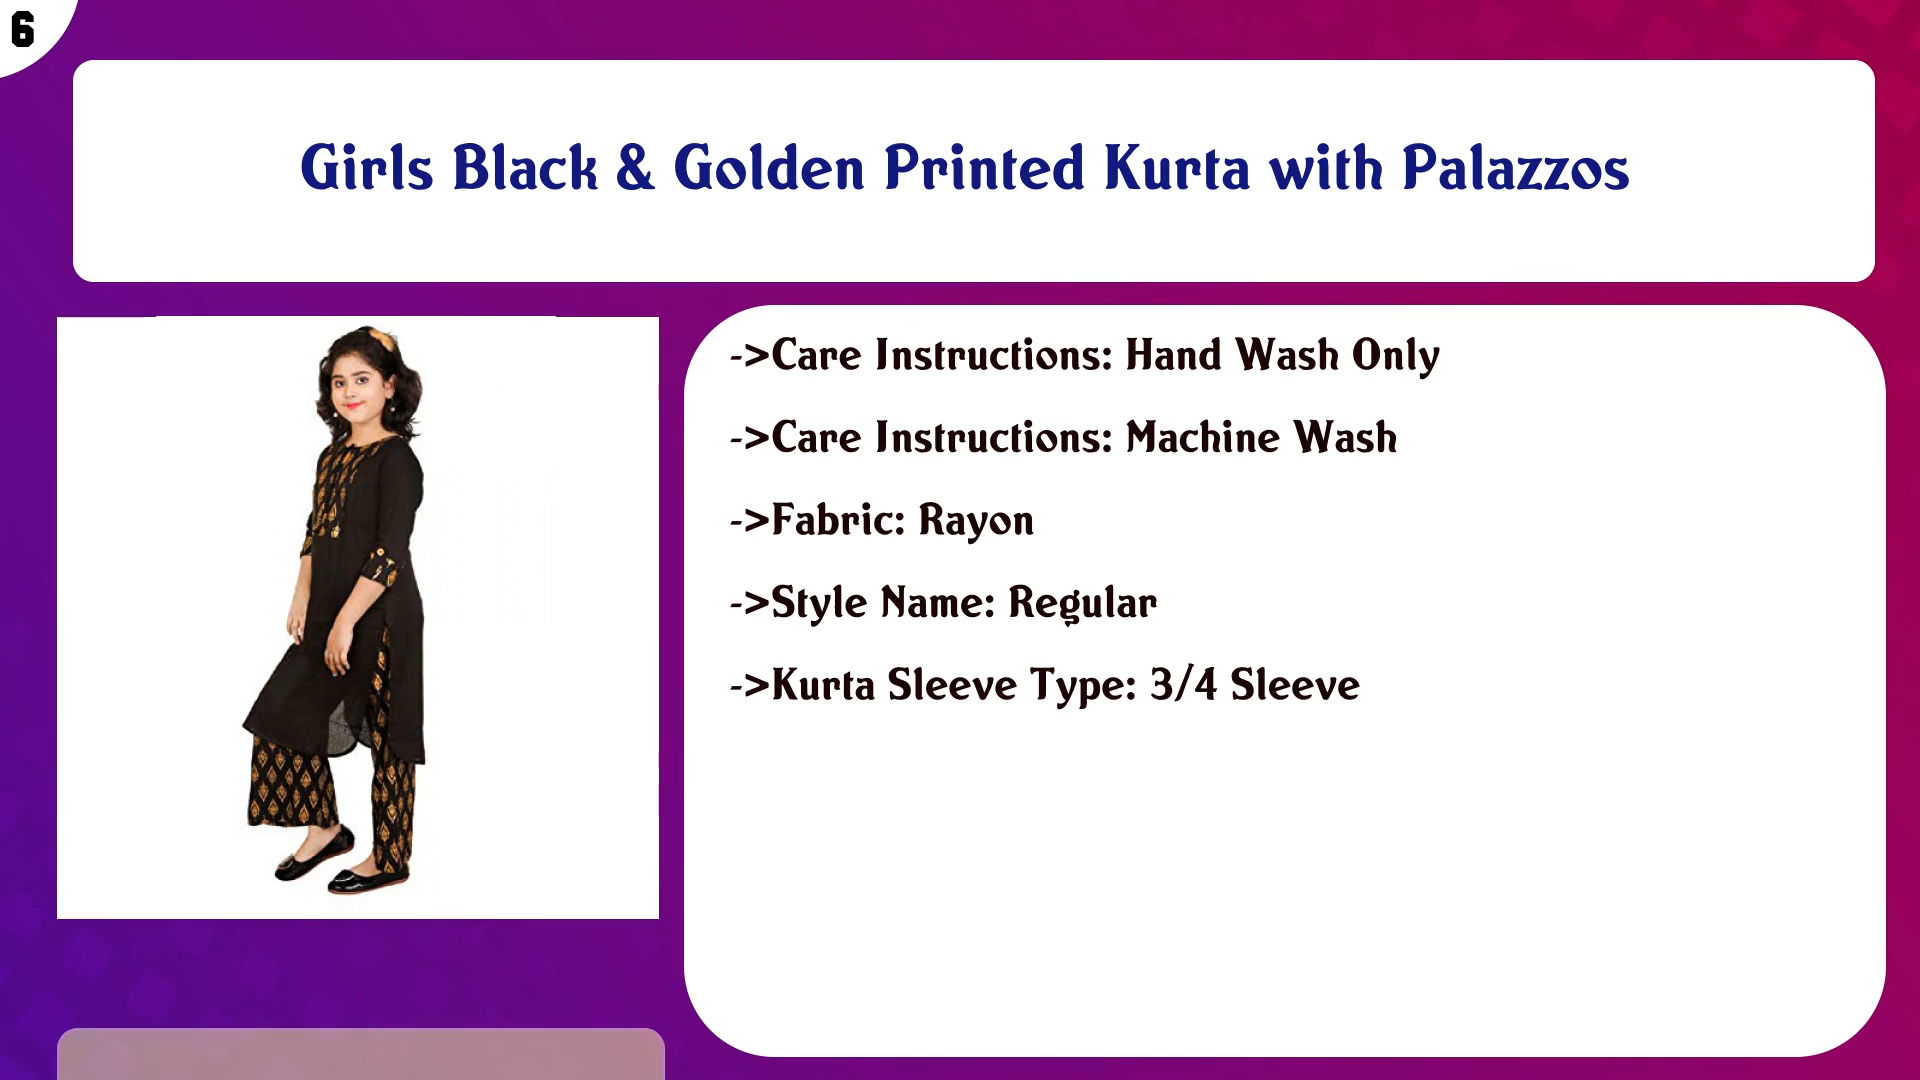 6
Girls Black & Golden Printed Kurta with Palazzos
->Care Instructions: Hand Wash Only
->Care Instructions: Machine Wash
->Fabric: Rayon
->Style Name: Regular
->Kurta Sleeve Type: 3/4 Sleeve